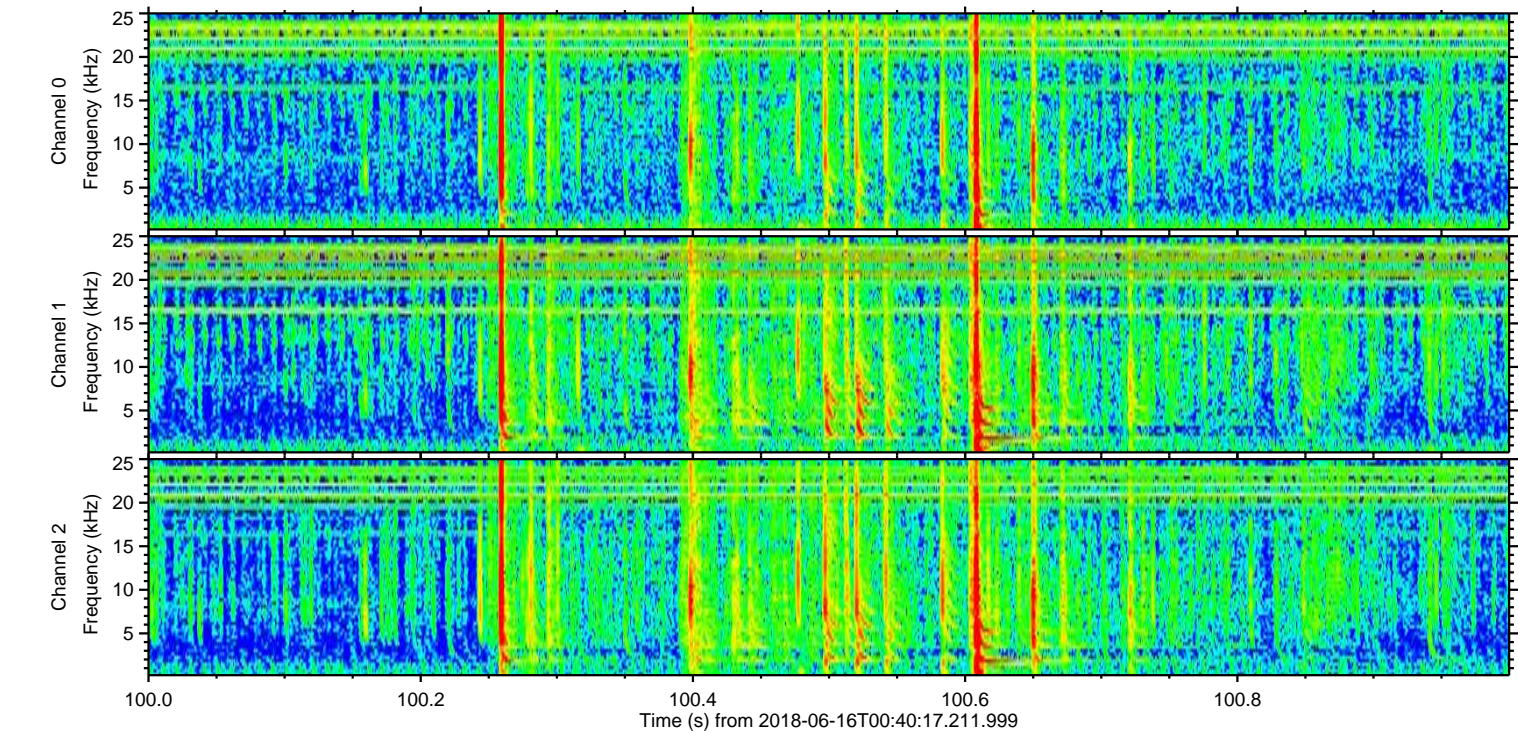 25
20
15
10
5
Channel 0
Frequency (kHz)
25
20
15
10
5
Channel 1
Frequency (kHz)
25
20
15
10
5
Channel 2
Frequency (kHz)
100.0 100.2 100.4 100.6 100.8
Time (s) from 2018-06-16T00:40:17.211.999